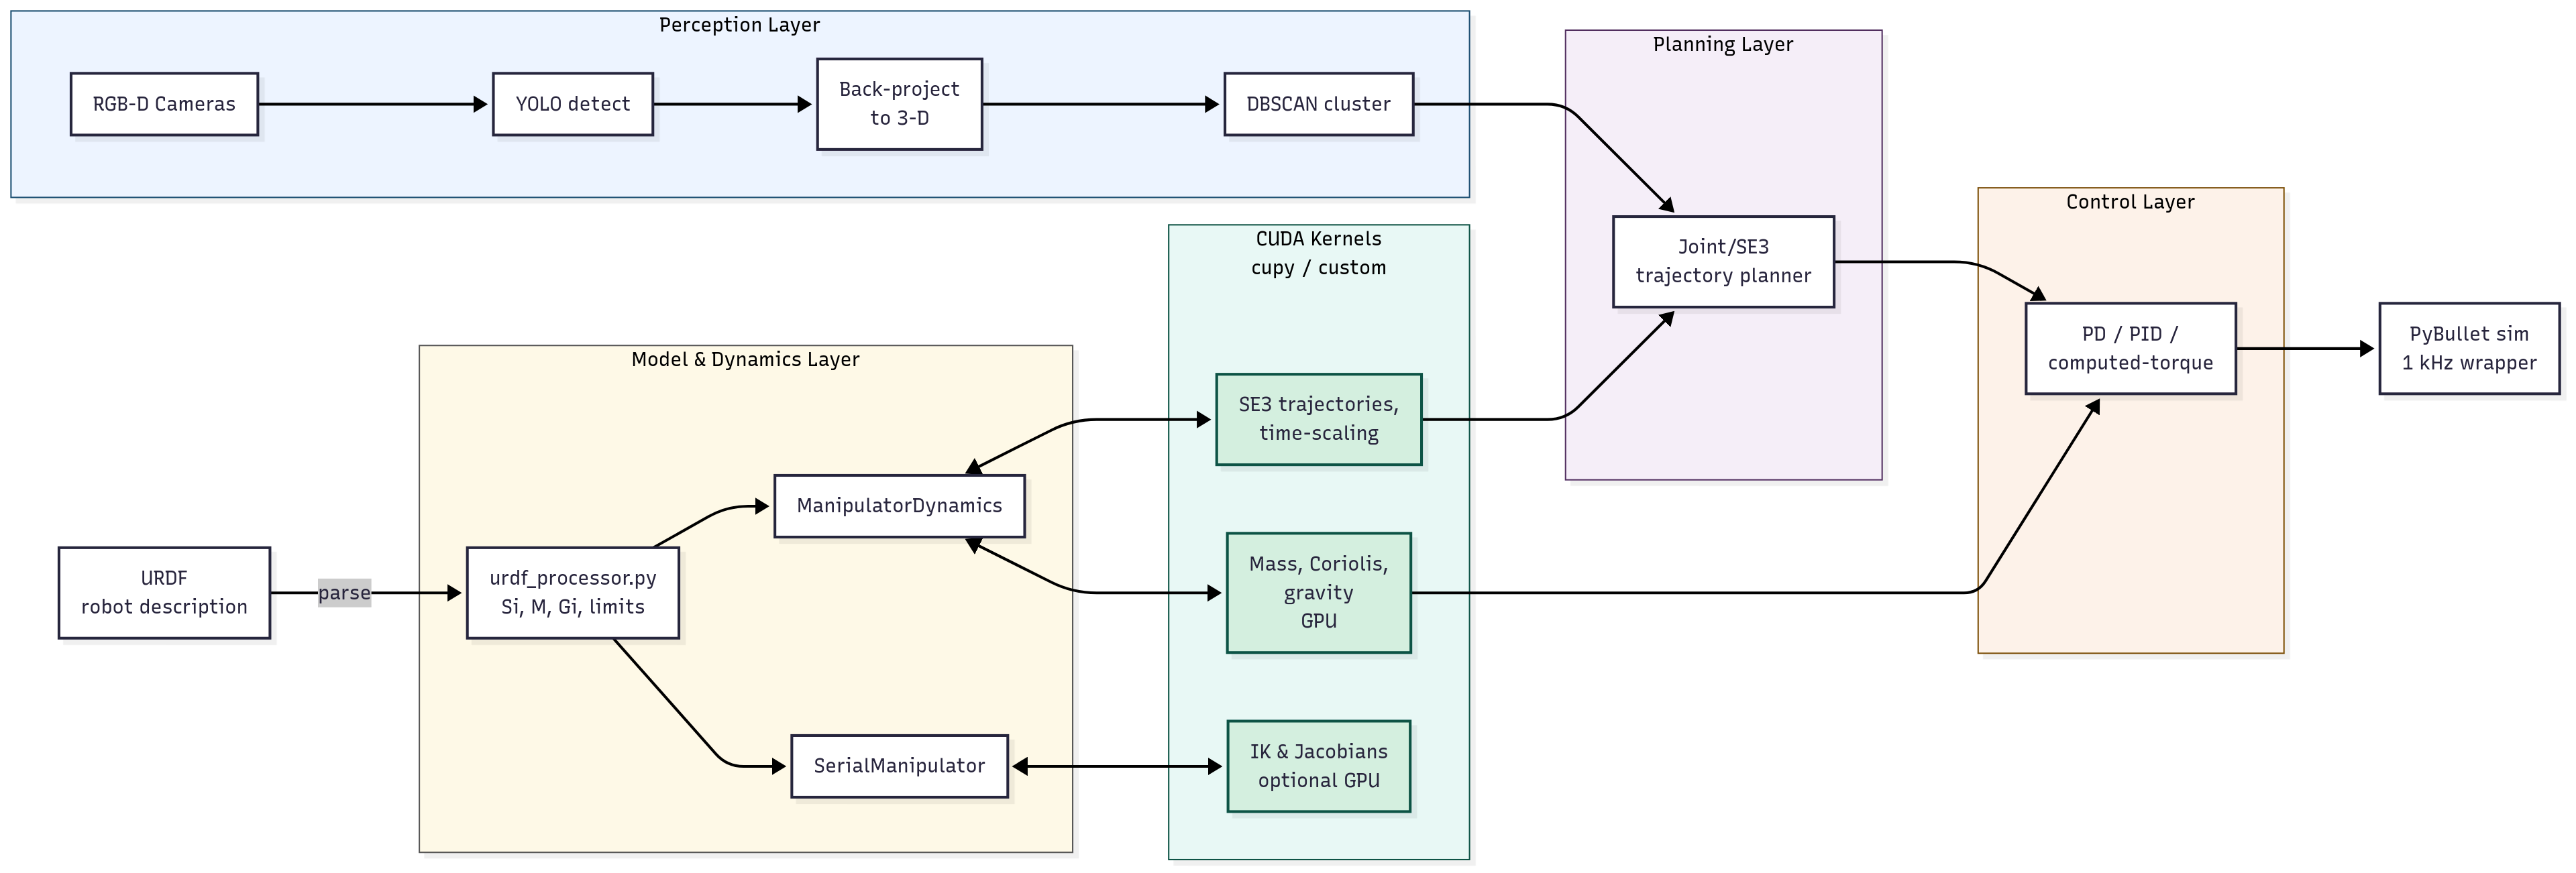 Perception Layer
RGB-D Cameras
YOLO detect
Back-project
to 3-D
DBSCAN cluster
Planning Layer
Joint/SE3
trajectory planner
Control Layer
PD / PID /
computed-torque
PyBullet sim
1 kHz wrapper
CUDA Kernels
cupy / custom
SE3 trajectories,
time-scaling
Mass, Coriolis,
gravity
GPU
IK & Jacobians
optional GPU
Model & Dynamics Layer
ManipulatorDynamics
URDF
robot description
parse
urdf_processor.py
Si, M, Gi, limits
SerialManipulator